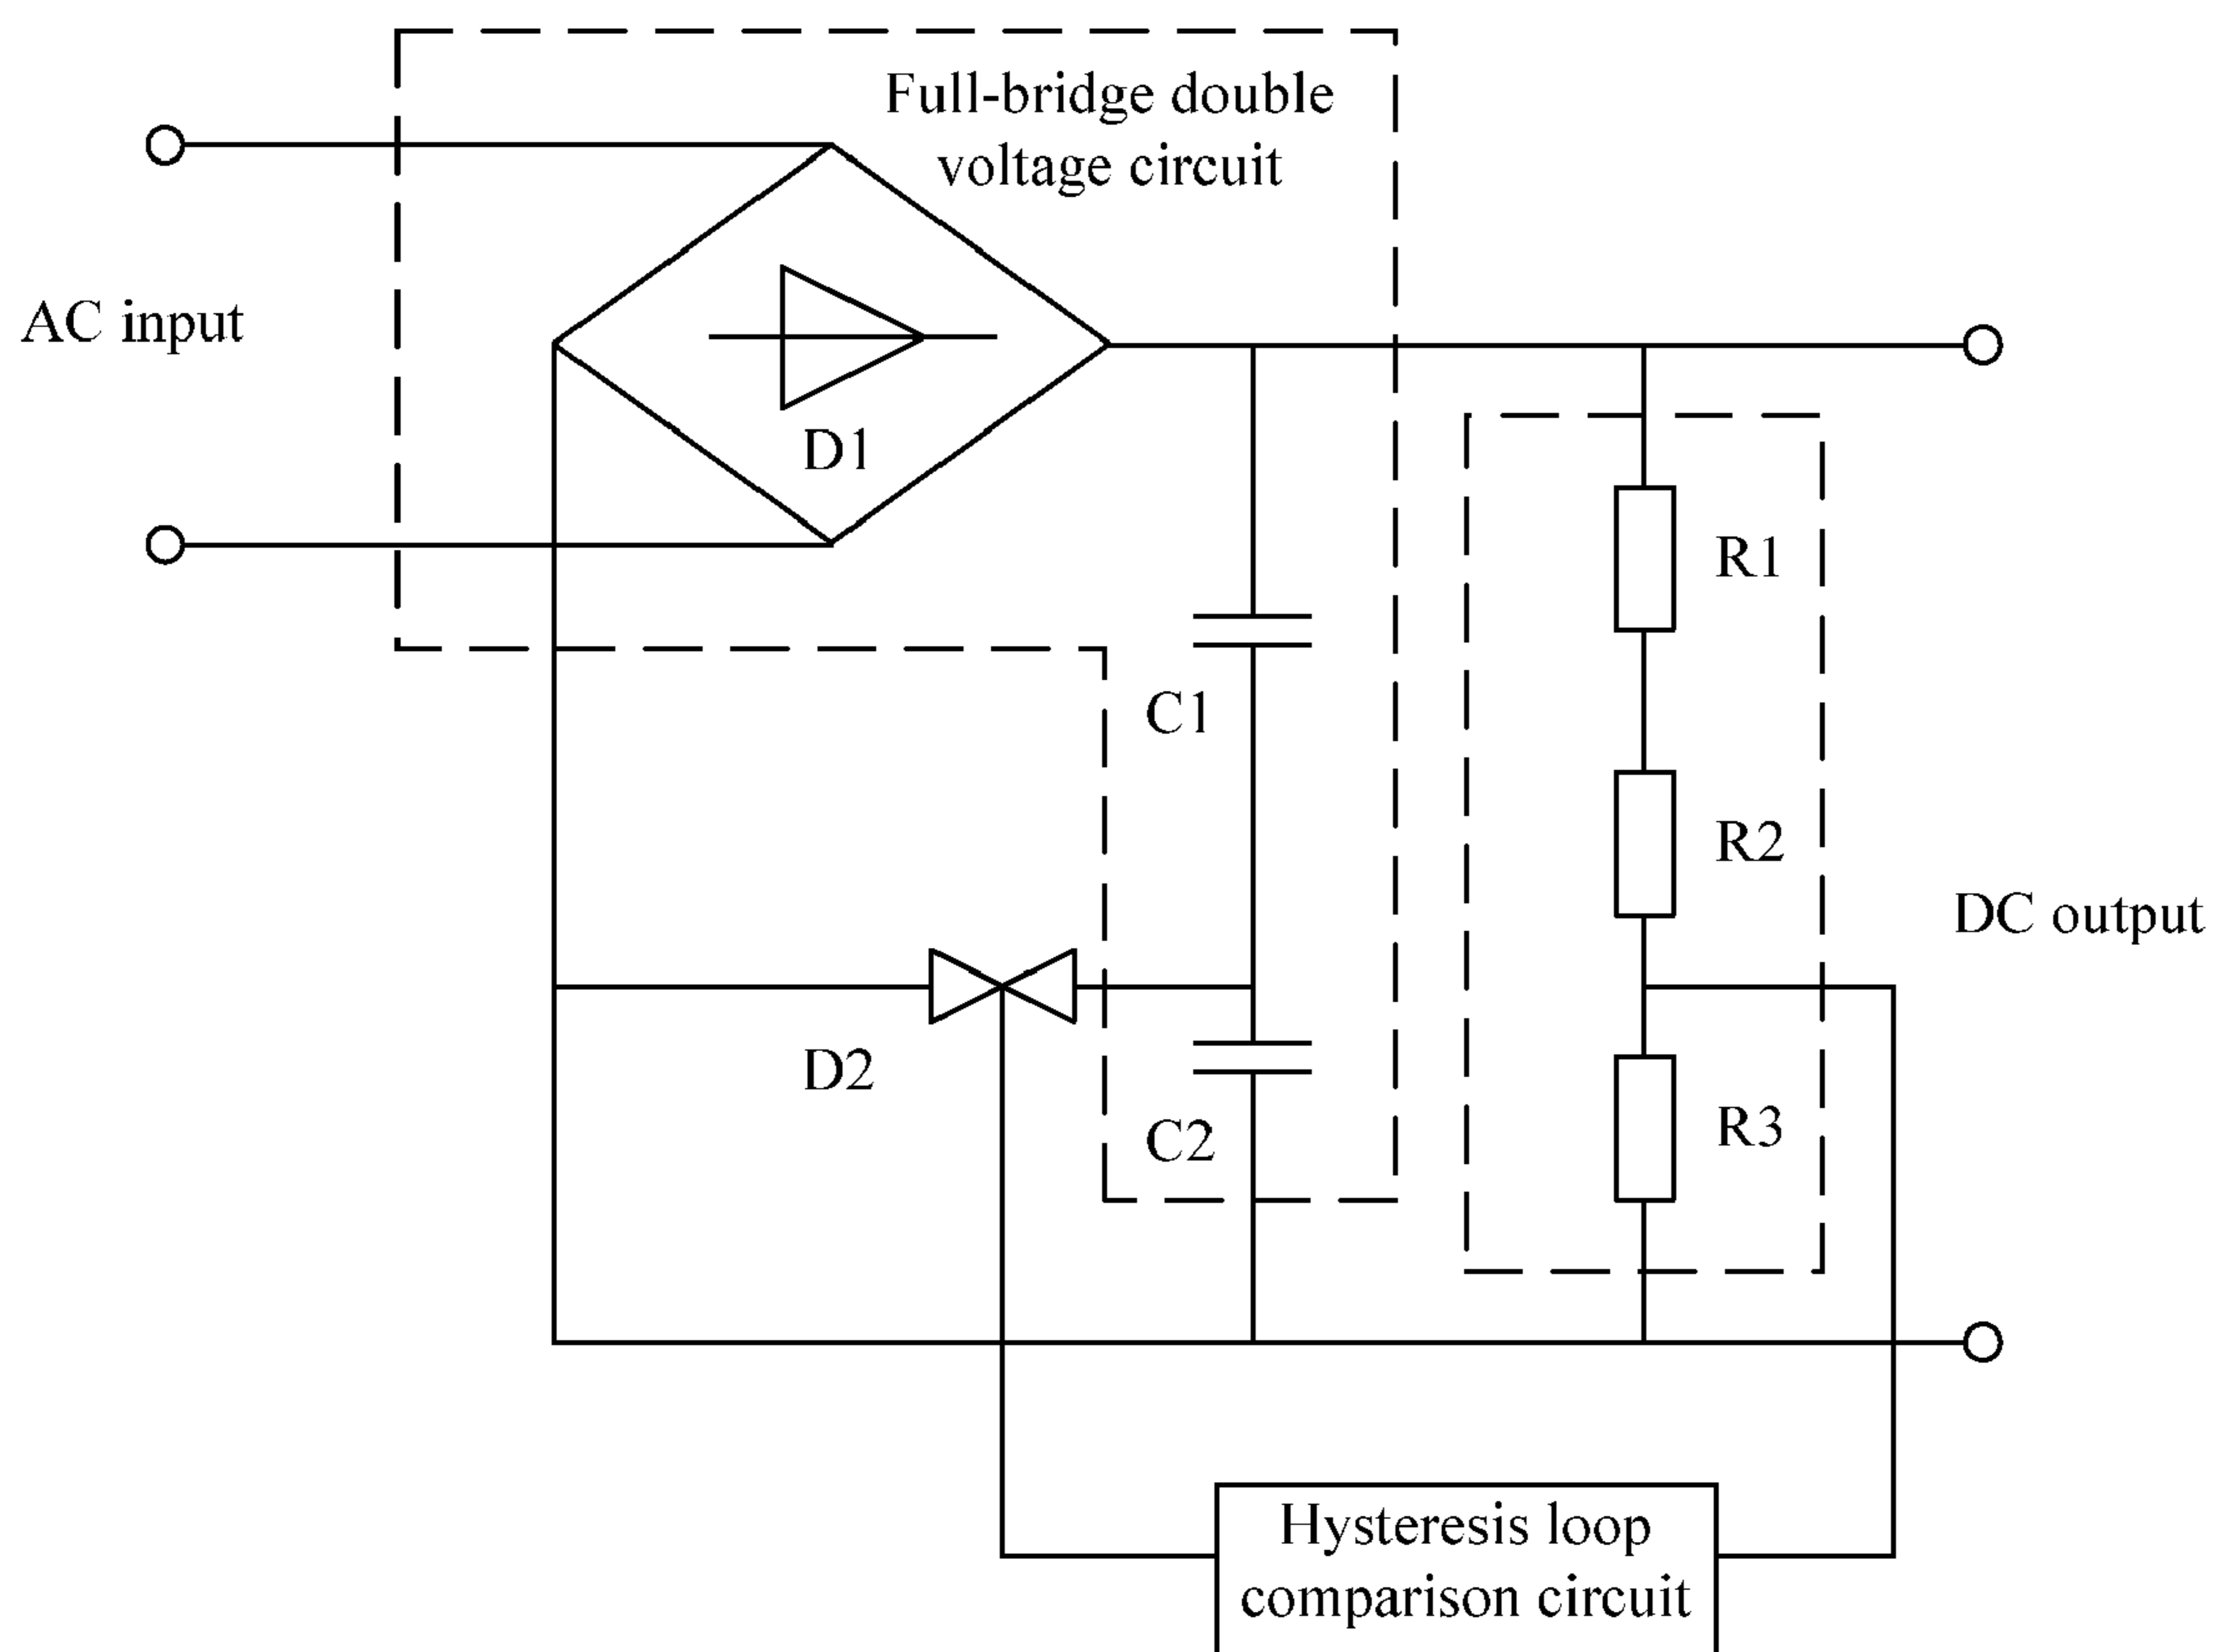 Full-bridge double
voltage circuit
AC input
D1
R1
C1
R2
DC output
D2
C2
R3
Hysteresis loop
comparison circuit